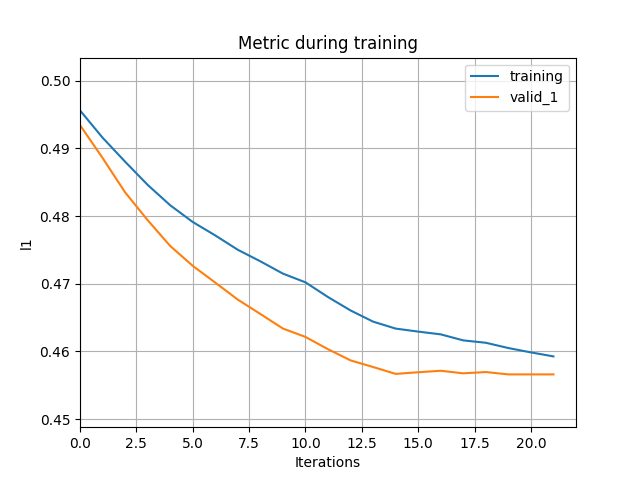 Metric during training
training
valid_1
0.50
0.49
0.48
0.47
0.46
0.45
l1
0.0 2.5 5.0 7.5 10.0 12.5 15.0 17.5 20.0
Iterations